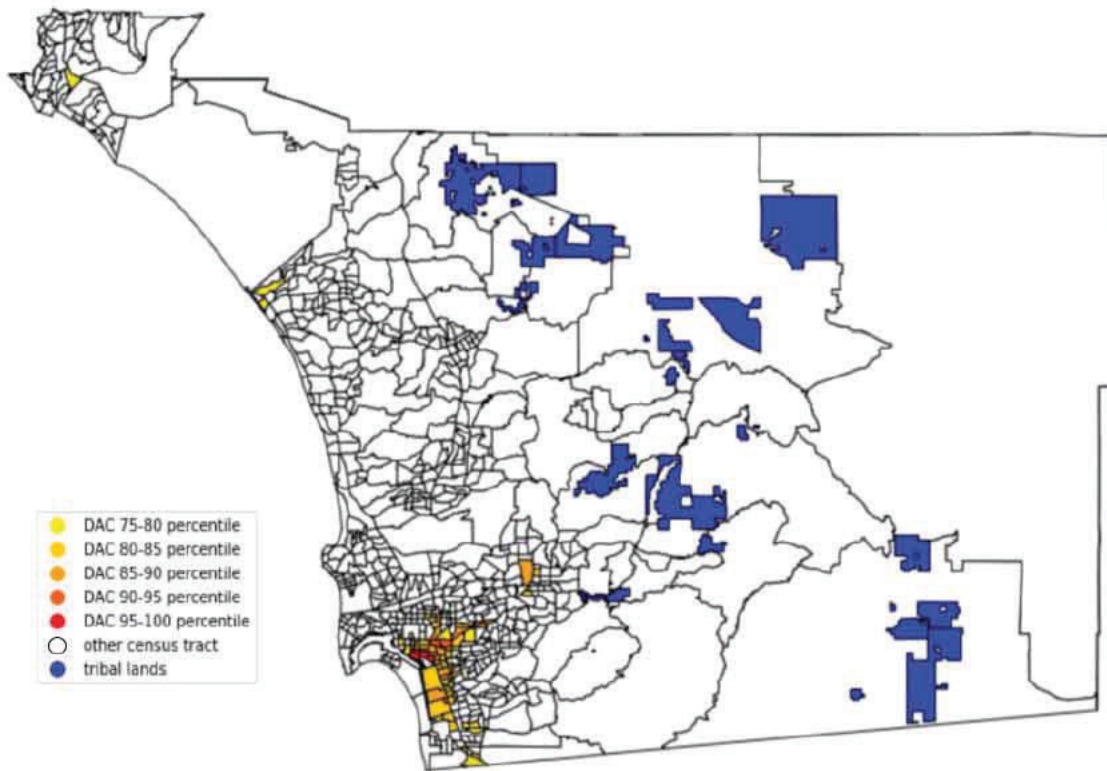 DAC 75-80 percentile
DAC 80-85 percentile
DAC 85-90 percentile
DAC 90-95 percentile
DAC 95-100 percentile
other census tract
tribal lands